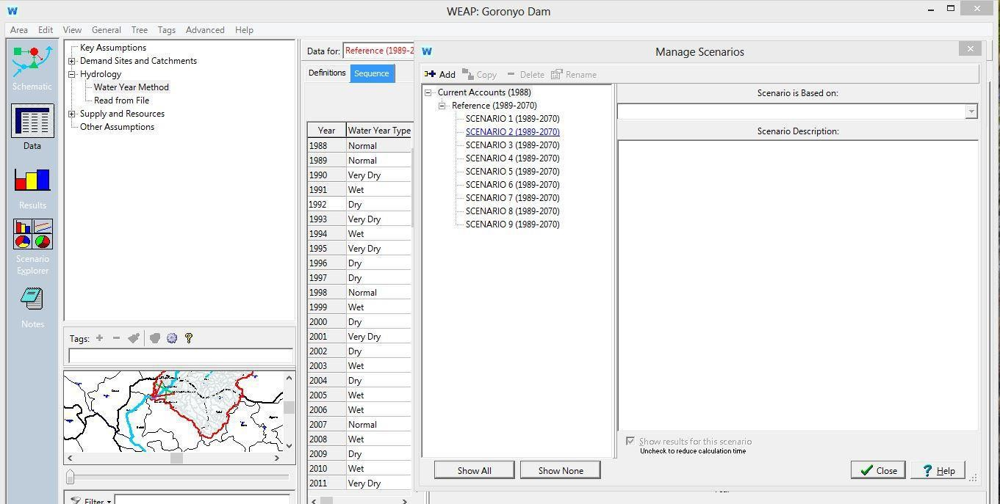 WEAP: Goronyo Dam
Area Edit View General Tree Tags Advanced Help
Schematic
Data
Results
Scenario
Explorer
Notes
Key Assumptions
Demand Sites and Catchments
Hydrology
Water Year Method
Read from File
Supply and Resources
Other Assumptions
Tags:
Filter
Data for: Reference (1989-2
Definitions Sequence
Year Water Year Type
1988 Normal
1989 Normal
1990 Very Dry
1991 Wet
1992 Dry
1993 Very Dry
1994 Wet
1995 Very Dry
1996 Dry
1997 Dry
1998 Normal
1999 Wet
2000 Dry
2001 Very Dry
2002 Dry
2003 Wet
2004 Dry
2005 Wet
2006 Wet
2007 Normal
2008 Wet
2009 Dry
2010 Wet
2011 Very Dry
Manage Scenarios
Add Copy Delete Rename
Current Accounts (1988)
Reference (1989-2070)
SCENARIO 1 (1989-2070)
SCENARIO 2 (1989-2070)
SCENARIO 3 (1989-2070)
SCENARIO 4 (1989-2070)
SCENARIO 5 (1989-2070)
SCENARIO 6 (1989-2070)
SCENARIO 7 (1989-2070)
SCENARIO 8 (1989-2070)
SCENARIO 9 (1989-2070)
Scenario is Based on:
Scenario Description:
Show results for this scenario
Uncheck to reduce calculation time
Show All Show None
Close Help